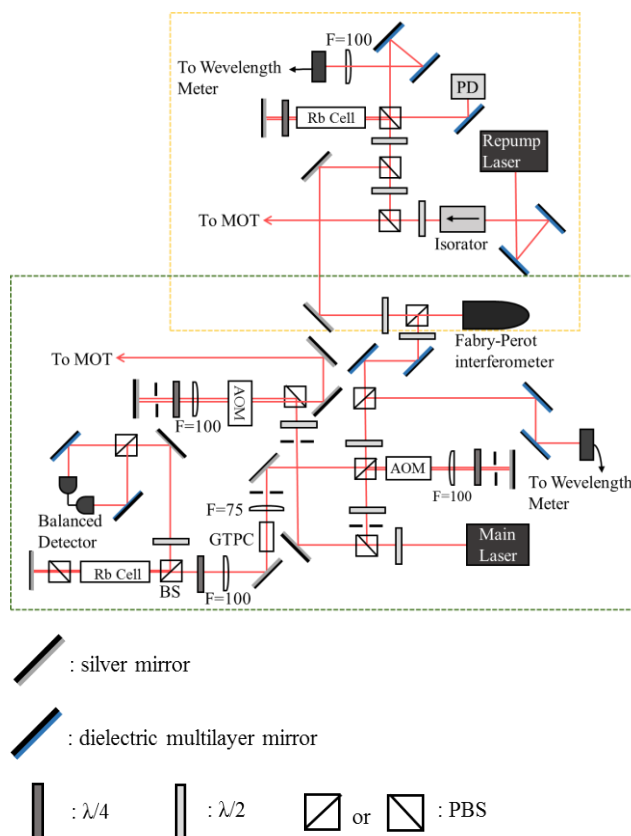 F=100
To Wevelength
Meter
PD
Rb Cell
Repump
Laser
To MOT
Isorator
Fabry-Perot
interferometer
To MOT
F=100
AOM
AOM
F=100
To Wevelength
Meter
F=75
GTPC
Balanced
Detector
Main
Laser
Rb Cell
BS
F=100
: silver mirror
: dielectric multilayer mirror
: λ/4
: λ/2
or
: PBS